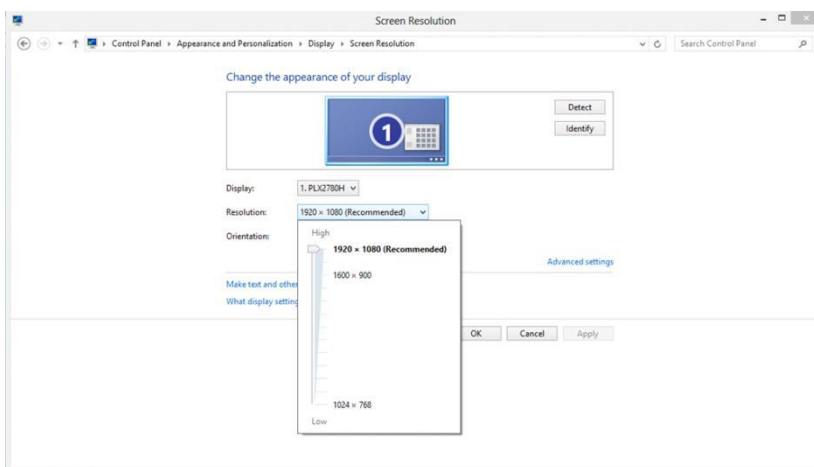 Screen Resolution
Control Panel Appearance and Personalization Display Screen Resolution
Search Control Panel
Change the appearance of your display
1
Detect
Identify
Display: 1. PLX2780H
Resolution: 1920 × 1080 (Recommended)
Orientation:
High
1920 × 1080 (Recommended)
1600 × 900
1024 × 768
Low
Advanced settings
Make text and other
What display setting
OK Cancel Apply